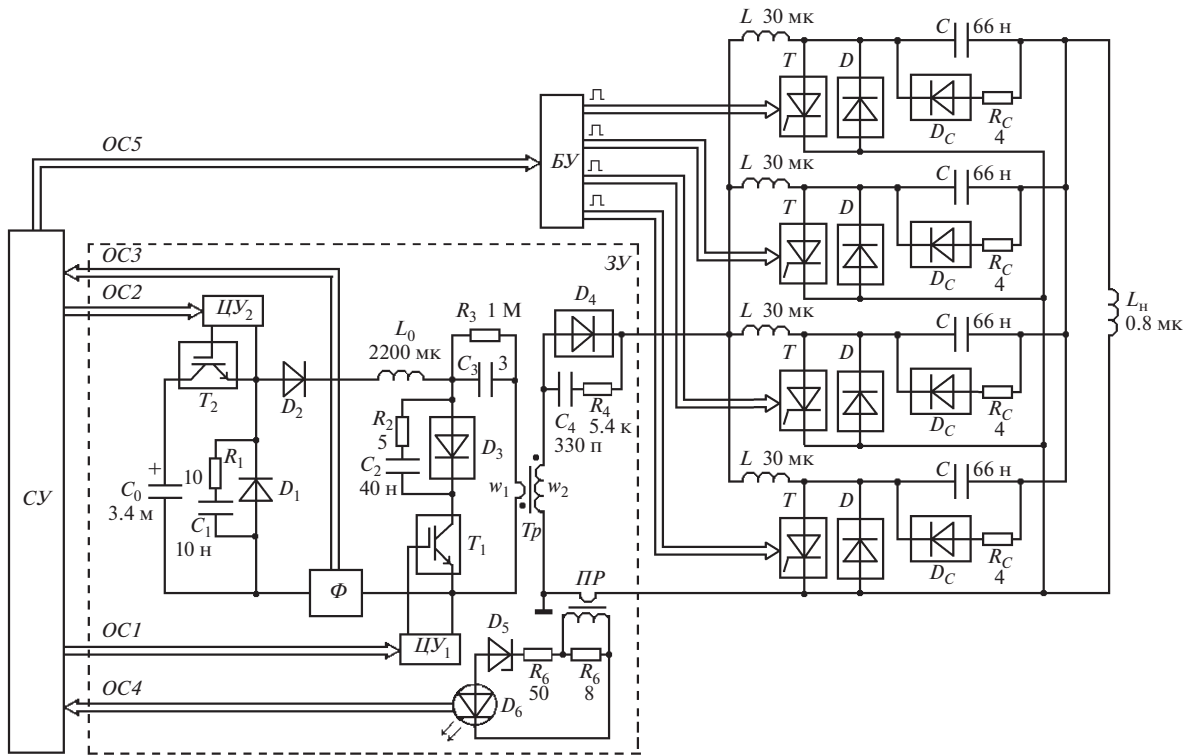 L 30 мк
C 66 н
T
D
D_C
R_C
4
L 30 мк
C 66 н
T
D
D_C
R_C
4
L 30 мк
C 66 н
T
D
D_C
R_C
4
L 30 мк
C 66 н
T
D
D_C
R_C
4
L_н
0.8 мк
БУ
OC5
OC3
OC2
OC1
OC4
СУ
ЗУ
ЦУ_2
T_2
D_2
L_0
2200 мк
R_3 1 М
C_3 3
D_4
C_4
330 п
R_4
5.4 к
R_2
5
C_2
40 н
D_3
w_1
w_2
Тр
+
C_0
3.4 м
R_1
10
C_1
10 н
D_1
T_1
Ф
ЦУ_1
ПР
D_5
R_6
50
R_6
8
D_6